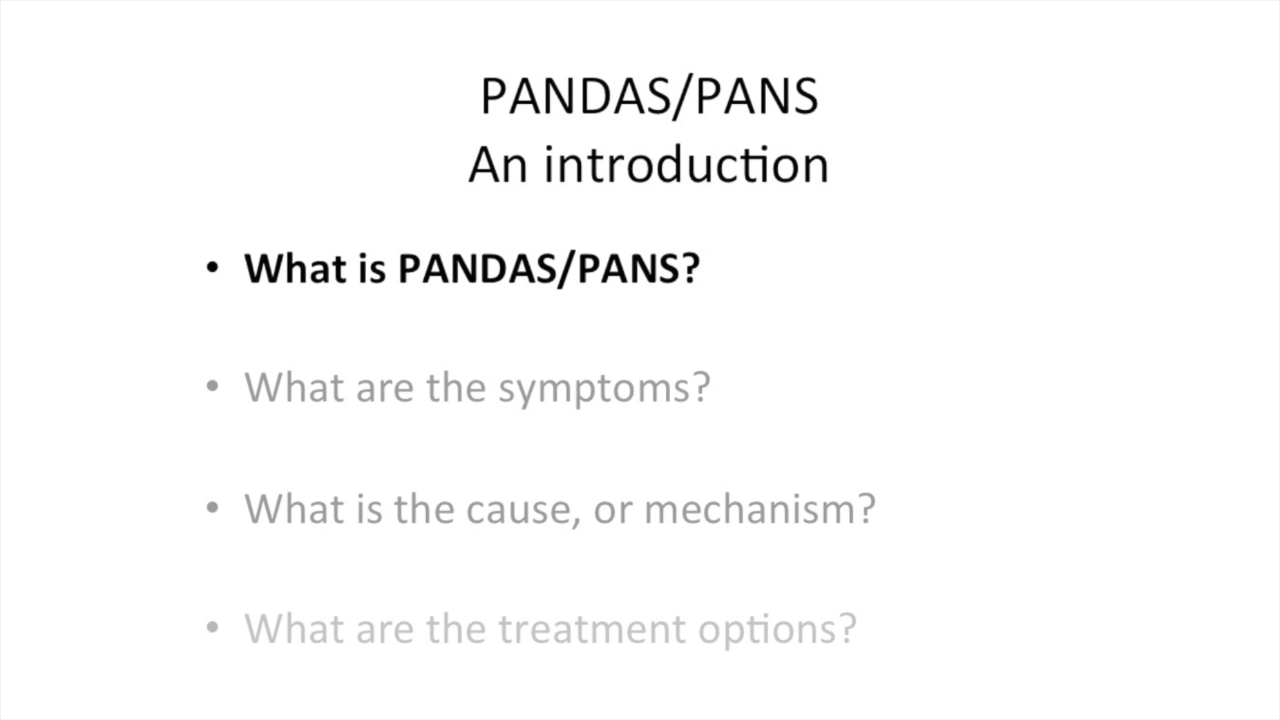 PANDAS/PANS
An introduction
• What is PANDAS/PANS?
• What are the symptoms?
• What is the cause, or mechanism?
• What are the treatment options?